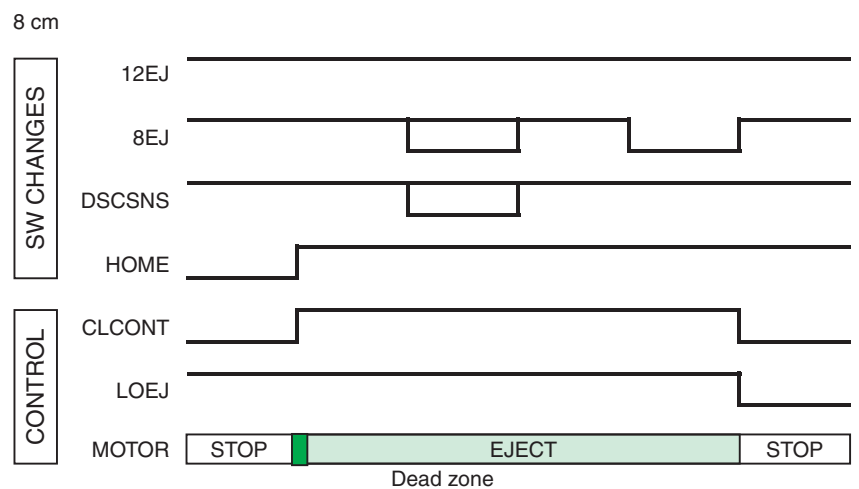 8 cm
SW CHANGES
12EJ
8EJ
DSCSNS
HOME
CONTROL
CLCONT
LOEJ
MOTOR STOP EJECT STOP
Dead zone